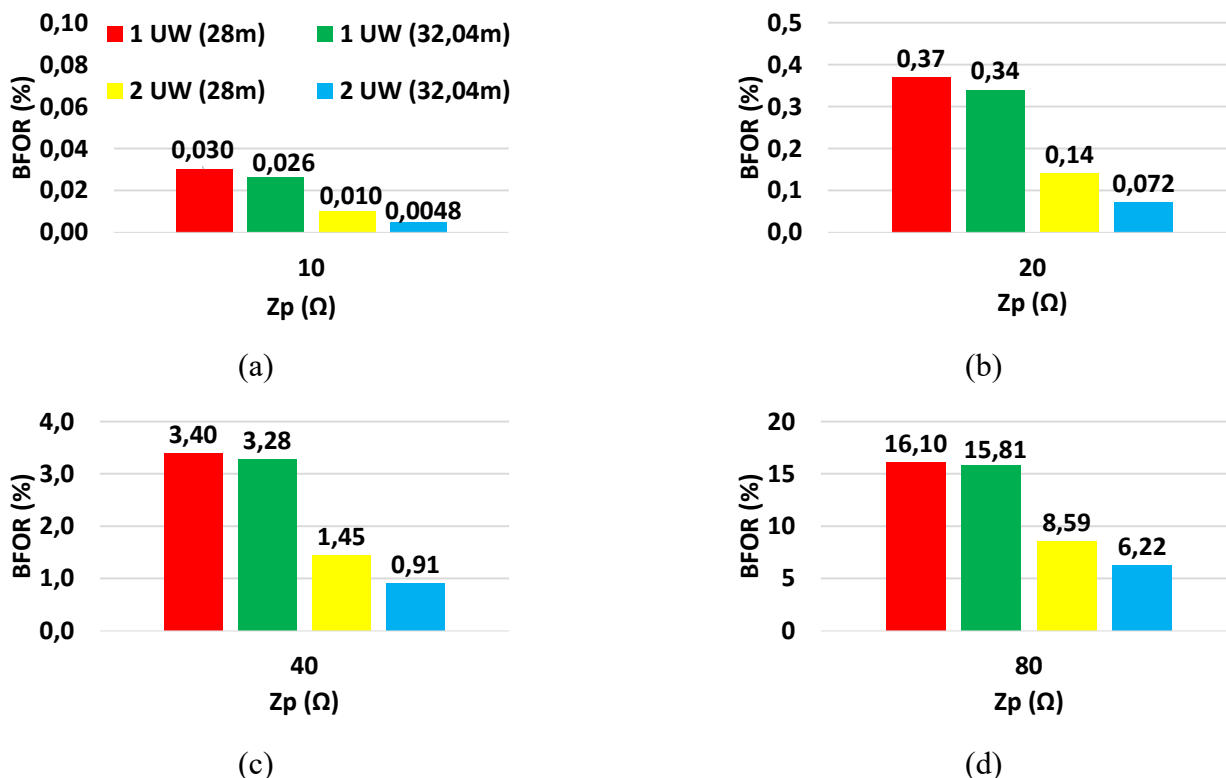 BFOR (%)
0,10
0,08
0,06
0,04
0,02
0,00
1 UW (28m)
1 UW (32,04m)
2 UW (28m)
2 UW (32,04m)
0,030
0,026
0,010
0,0048
10
Zp (Ω)
(a)
BFOR (%)
0,5
0,4
0,3
0,2
0,1
0,0
0,37
0,34
0,14
0,072
20
Zp (Ω)
(b)
BFOR (%)
4,0
3,0
2,0
1,0
0,0
3,40
3,28
1,45
0,91
40
Zp (Ω)
(c)
BFOR (%)
20
15
10
5
0
16,10
15,81
8,59
6,22
80
Zp (Ω)
(d)